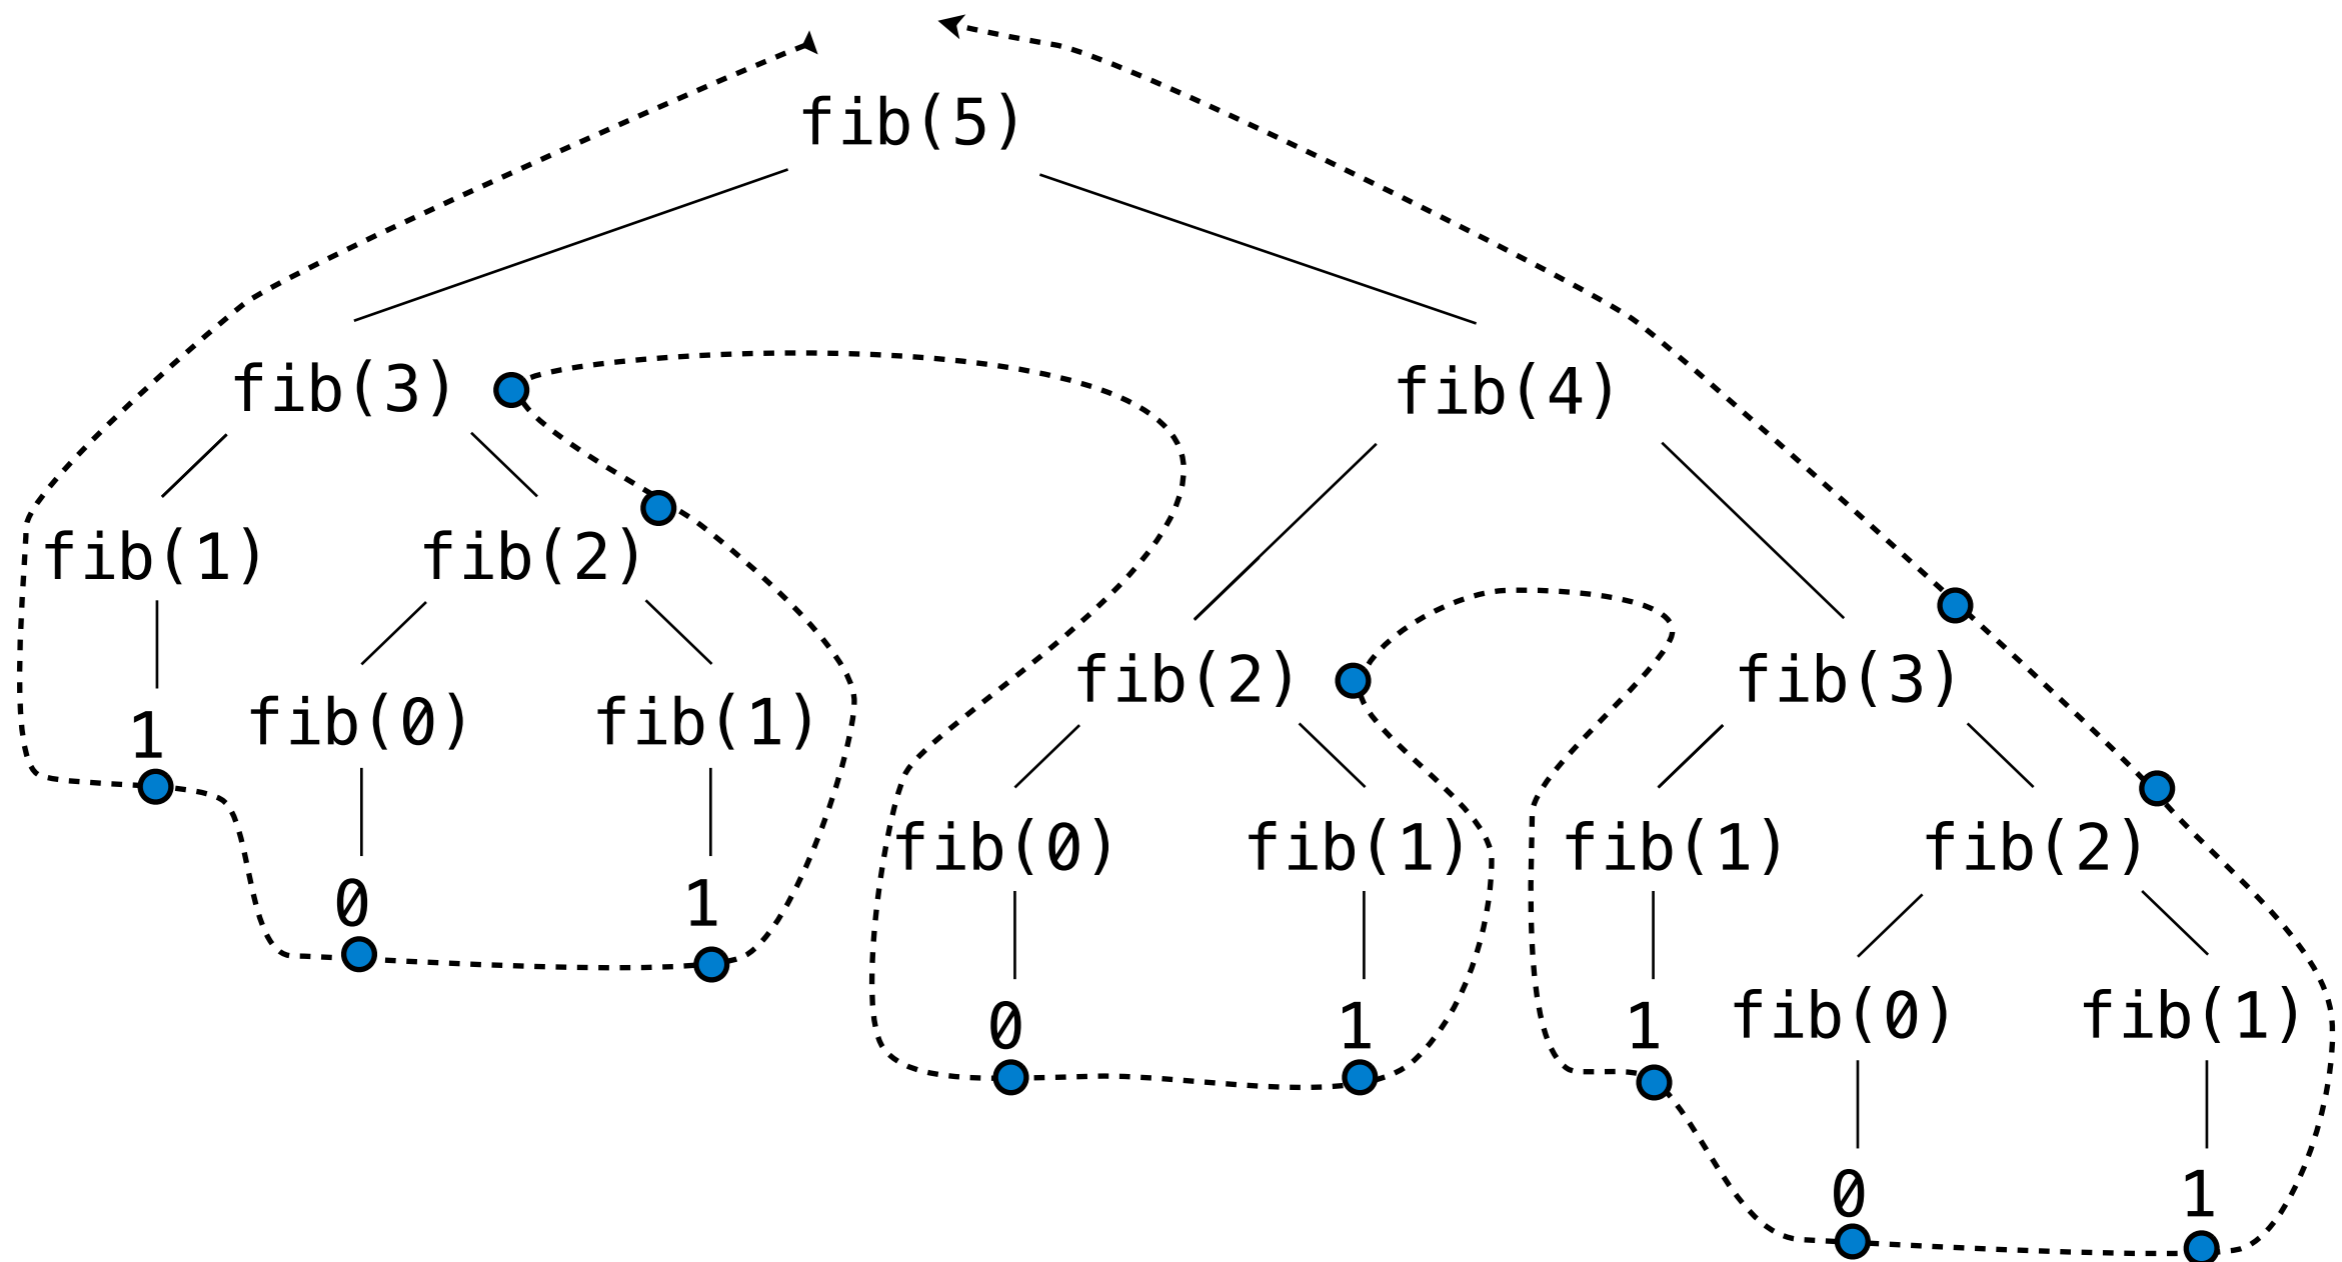 fib(5)
fib(3) fib(4)
fib(1) fib(2)
fib(2) fib(3)
1 fib(0) fib(1)
fib(0) fib(1) fib(1) fib(2)
0 1
0 1 1 fib(0) fib(1)
0 1